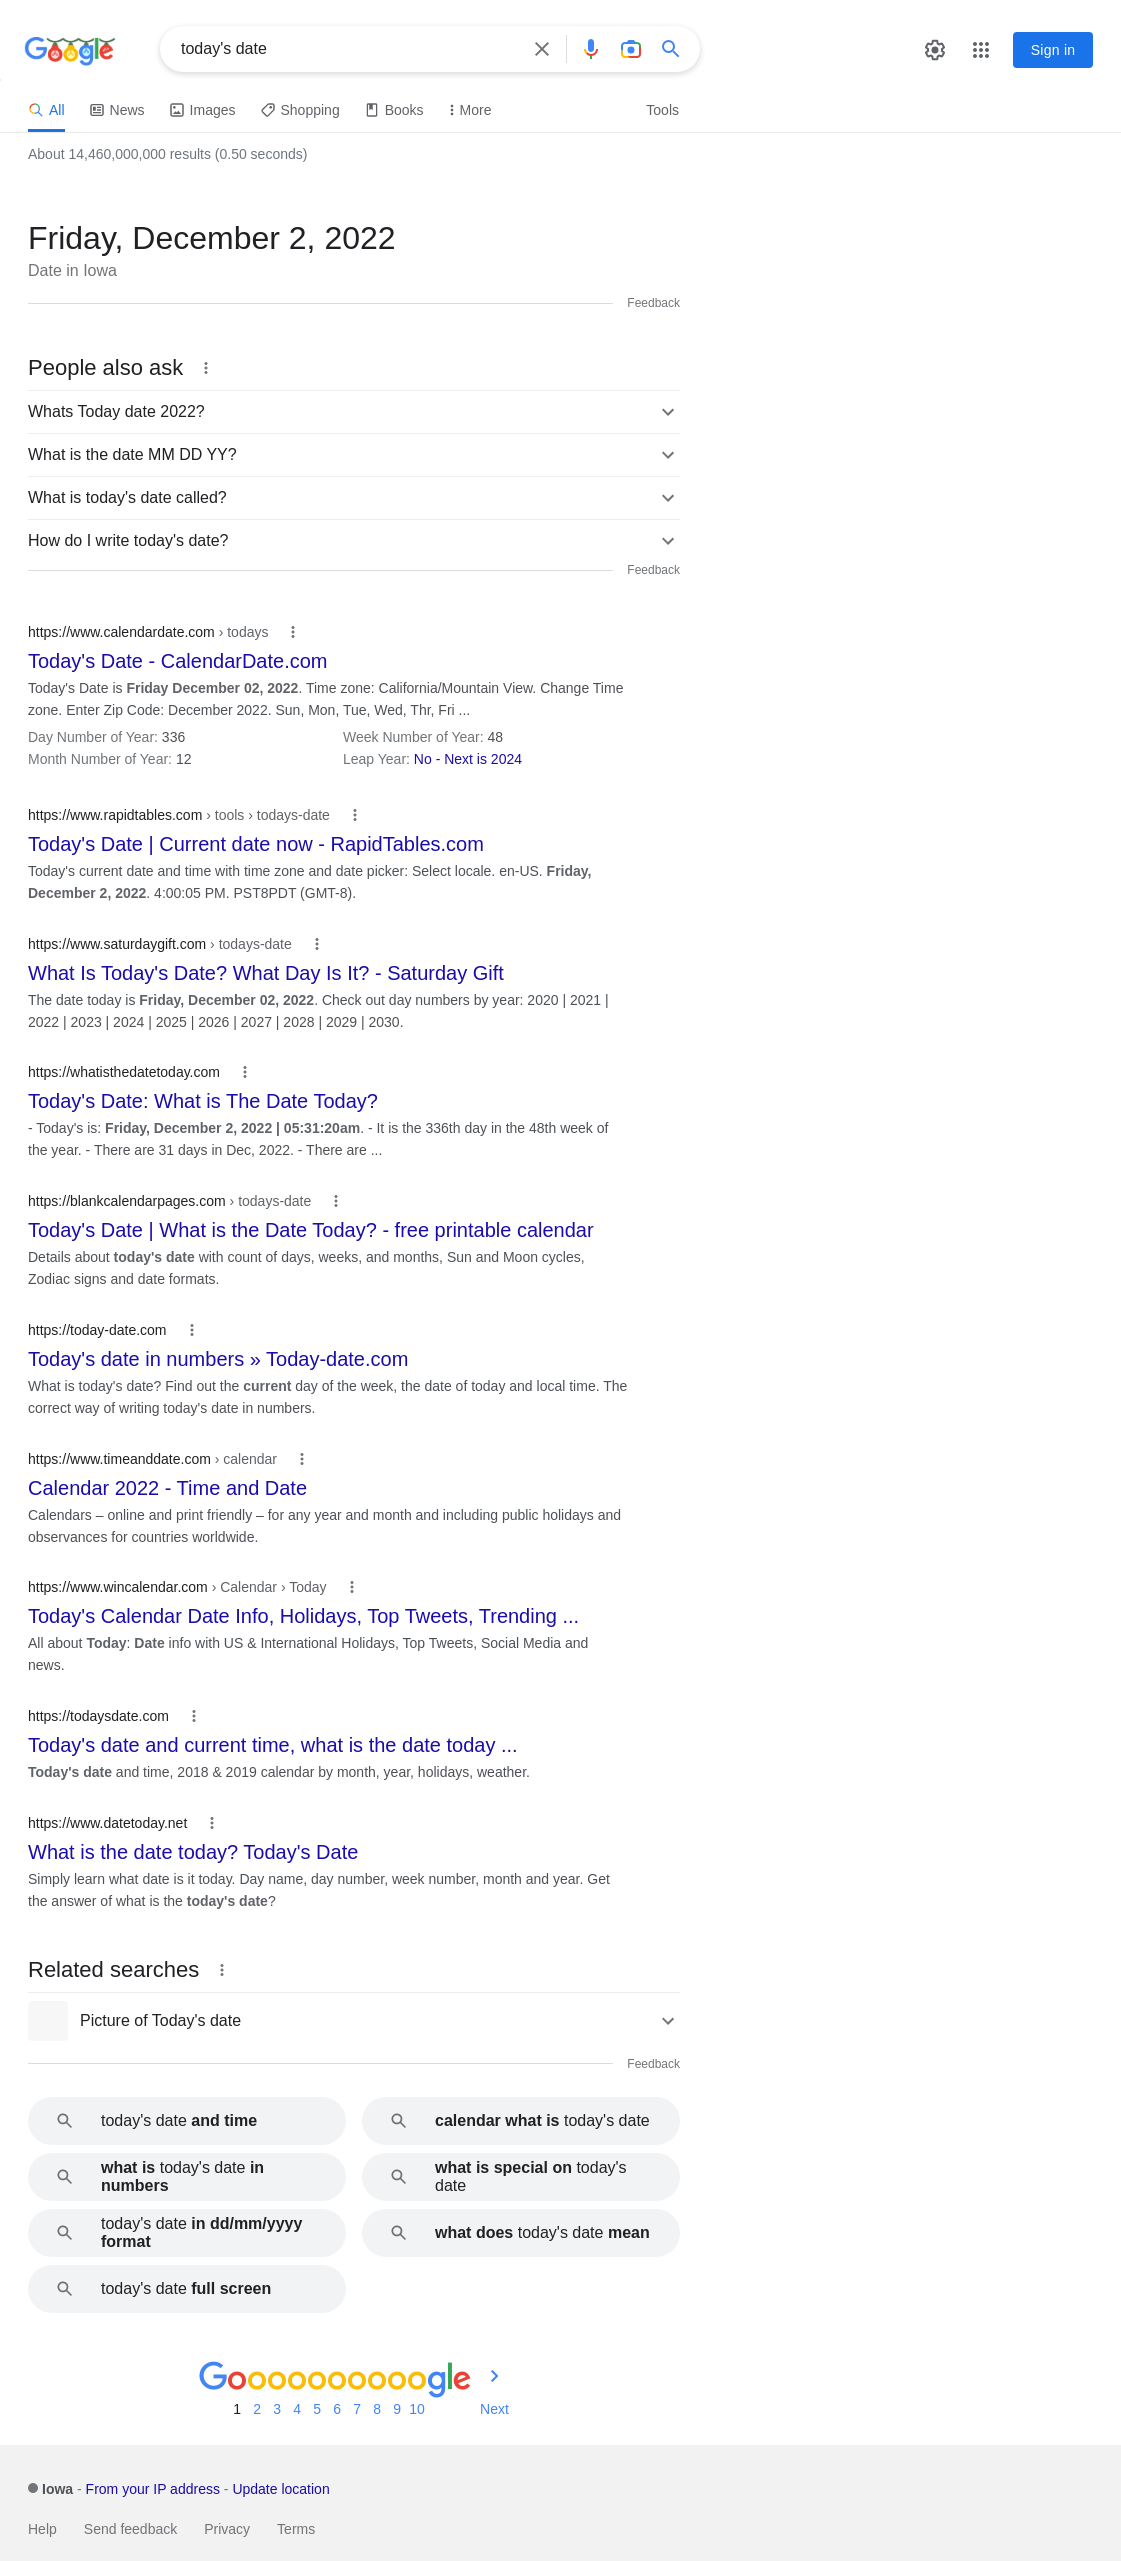 Google
today's date
Sign in
All
News
Images
Shopping
Books
More
Tools
About 14,460,000,000 results (0.50 seconds)
Friday, December 2, 2022
Date in Iowa
Feedback
People also ask
Whats Today date 2022?
What is the date MM DD YY?
What is today's date called?
How do I write today's date?
Feedback
https://www.calendardate.com › todays
Today's Date - CalendarDate.com
Today's Date is Friday December 02, 2022. Time zone: California/Mountain View. Change Time
zone. Enter Zip Code: December 2022. Sun, Mon, Tue, Wed, Thr, Fri ...
Day Number of Year: 336
Week Number of Year: 48
Month Number of Year: 12
Leap Year: No - Next is 2024
https://www.rapidtables.com › tools › todays-date
Today's Date | Current date now - RapidTables.com
Today's current date and time with time zone and date picker: Select locale. en-US. Friday,
December 2, 2022. 4:00:05 PM. PST8PDT (GMT-8).
https://www.saturdaygift.com › todays-date
What Is Today's Date? What Day Is It? - Saturday Gift
The date today is Friday, December 02, 2022. Check out day numbers by year: 2020 | 2021 |
2022 | 2023 | 2024 | 2025 | 2026 | 2027 | 2028 | 2029 | 2030.
https://whatisthedatetoday.com
Today's Date: What is The Date Today?
- Today's is: Friday, December 2, 2022 | 05:31:20am. - It is the 336th day in the 48th week of
the year. - There are 31 days in Dec, 2022. - There are ...
https://blankcalendarpages.com › todays-date
Today's Date | What is the Date Today? - free printable calendar
Details about today's date with count of days, weeks, and months, Sun and Moon cycles,
Zodiac signs and date formats.
https://today-date.com
Today's date in numbers » Today-date.com
What is today's date? Find out the current day of the week, the date of today and local time. The
correct way of writing today's date in numbers.
https://www.timeanddate.com › calendar
Calendar 2022 - Time and Date
Calendars – online and print friendly – for any year and month and including public holidays and
observances for countries worldwide.
https://www.wincalendar.com › Calendar › Today
Today's Calendar Date Info, Holidays, Top Tweets, Trending ...
All about Today: Date info with US & International Holidays, Top Tweets, Social Media and
news.
https://todaysdate.com
Today's date and current time, what is the date today ...
Today's date and time, 2018 & 2019 calendar by month, year, holidays, weather.
https://www.datetoday.net
What is the date today? Today's Date
Simply learn what date is it today. Day name, day number, week number, month and year. Get
the answer of what is the today's date?
Related searches
Picture of Today's date
Feedback
today's date and time
calendar what is today's date
what is today's date in
numbers
what is special on today's
date
today's date in dd/mm/yyyy
format
what does today's date mean
today's date full screen
Goooooooooogle
1 2 3 4 5 6 7 8 9 10 Next
Iowa - From your IP address - Update location
Help Send feedback Privacy Terms